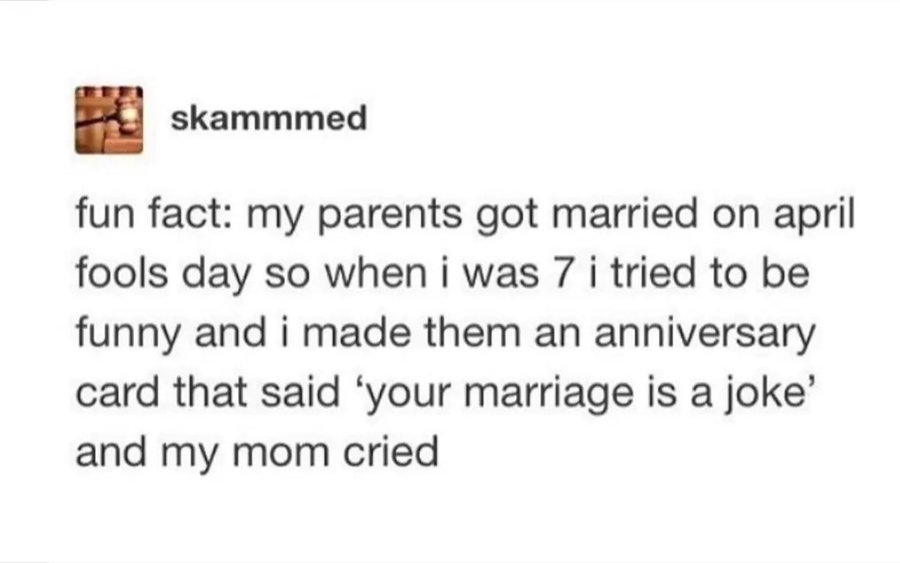 skammmed
fun fact: my parents got married on april
fools day so when i was 7 i tried to be
funny and i made them an anniversary
card that said ‘your marriage is a joke’
and my mom cried